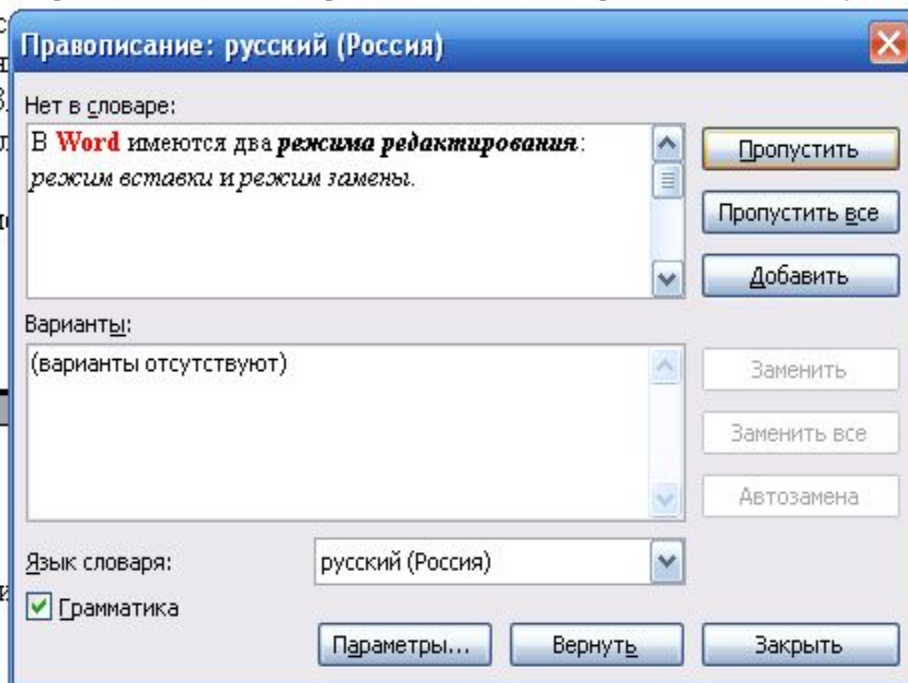 Правописание: русский (Россия)
Нет в словаре:
В Word имеются два режима редактирования:
режим вставки и режим замены.
Пропустить
Пропустить все
Добавить
Варианты:
(варианты отсутствуют)
Заменить
Заменить все
Автозамена
Язык словаря:
русский (Россия)
Грамматика
Параметры...
Вернуть
Закрыть